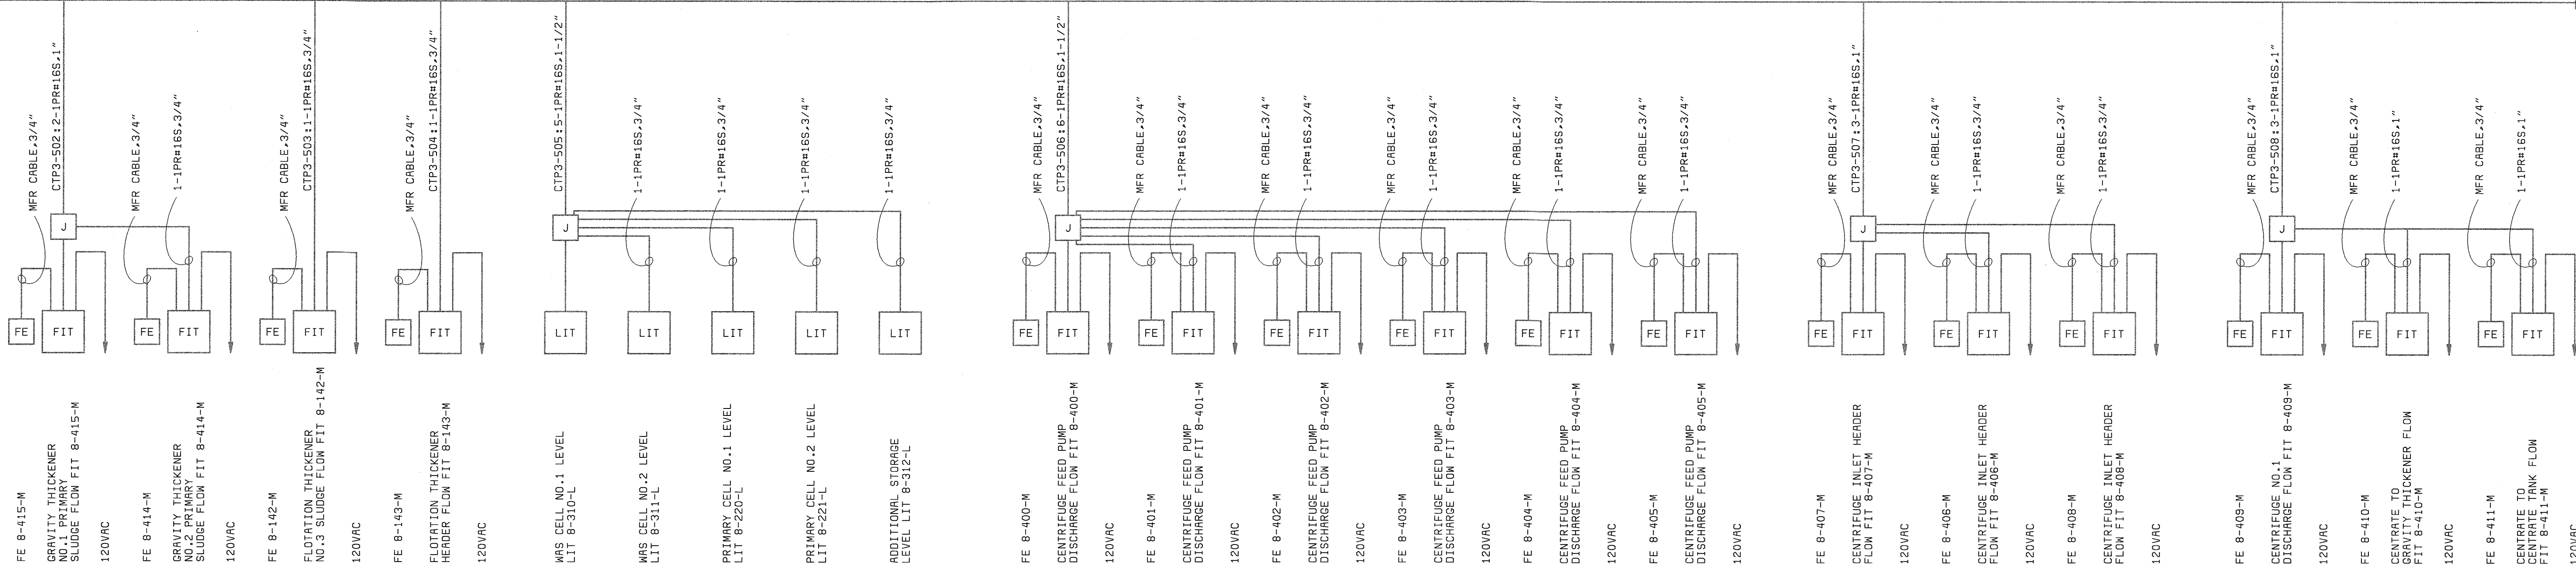 MFR CABLE,3/4"
CTP3-502:2-1PR#16S,1"
MFR CABLE,3/4"
1-1PR#16S,3/4"
MFR CABLE,3/4"
CTP3-503:1-1PR#16S,3/4"
MFR CABLE,3/4"
CTP3-504:1-1PR#16S,3/4"
CTP3-505:5-1PR#16S,1-1/2"
1-1PR#16S,3/4"
1-1PR#16S,3/4"
1-1PR#16S,3/4"
1-1PR#16S,3/4"
MFR CABLE,3/4"
CTP3-506:6-1PR#16S,1-1/2"
MFR CABLE,3/4"
1-1PR#16S,3/4"
MFR CABLE,3/4"
1-1PR#16S,3/4"
MFR CABLE,3/4"
1-1PR#16S,3/4"
MFR CABLE,3/4"
1-1PR#16S,3/4"
MFR CABLE,3/4"
1-1PR#16S,3/4"
MFR CABLE,3/4"
CTP3-507:3-1PR#16S,1"
MFR CABLE,3/4"
1-1PR#16S,3/4"
MFR CABLE,3/4"
1-1PR#16S,3/4"
MFR CABLE,3/4"
CTP3-508:3-1PR#16S,1"
MFR CABLE,3/4"
1-1PR#16S,1"
MFR CABLE,3/4"
1-1PR#16S,1"
J
J
J
J
J
FE
FIT
FE
FIT
FE
FIT
FE
FIT
LIT
LIT
LIT
LIT
LIT
FE
FIT
FE
FIT
FE
FIT
FE
FIT
FE
FIT
FE
FIT
FE
FIT
FE
FIT
FE
FIT
FE
FIT
FE
FIT
FE
FIT
FE 8-415-M
GRAVITY THICKENER
NO.1 PRIMARY
SLUDGE FLOW FIT 8-415-M
120VAC
FE 8-414-M
GRAVITY THICKENER
NO.2 PRIMARY
SLUDGE FLOW FIT 8-414-M
120VAC
FE 8-142-M
FLOTATION THICKENER
NO.3 SLUDGE FLOW FIT 8-142-M
120VAC
FE 8-143-M
FLOTATION THICKENER
HEADER FLOW FIT 8-143-M
120VAC
WAS CELL NO.1 LEVEL
LIT 8-310-L
WAS CELL NO.2 LEVEL
LIT 8-311-L
PRIMARY CELL NO.1 LEVEL
LIT 8-220-L
PRIMARY CELL NO.2 LEVEL
LIT 8-221-L
ADDITIONAL STORAGE
LEVEL LIT 8-312-L
FE 8-400-M
CENTRIFUGE FEED PUMP
DISCHARGE FLOW FIT 8-400-M
120VAC
FE 8-401-M
CENTRIFUGE FEED PUMP
DISCHARGE FLOW FIT 8-401-M
120VAC
FE 8-402-M
CENTRIFUGE FEED PUMP
DISCHARGE FLOW FIT 8-402-M
120VAC
FE 8-403-M
CENTRIFUGE FEED PUMP
DISCHARGE FLOW FIT 8-403-M
120VAC
FE 8-404-M
CENTRIFUGE FEED PUMP
DISCHARGE FLOW FIT 8-404-M
120VAC
FE 8-405-M
CENTRIFUGE FEED PUMP
DISCHARGE FLOW FIT 8-405-M
120VAC
FE 8-407-M
CENTRIFUGE INLET HEADER
FLOW FIT 8-407-M
120VAC
FE 8-406-M
CENTRIFUGE INLET HEADER
FLOW FIT 8-406-M
120VAC
FE 8-408-M
CENTRIFUGE INLET HEADER
FLOW FIT 8-408-M
120VAC
FE 8-409-M
CENTRIFUGE NO.1
DISCHARGE FLOW FIT 8-409-M
120VAC
FE 8-410-M
CENTRATE TO
GRAVITY THICKENER FLOW
FIT 8-410-M
120VAC
FE 8-411-M
CENTRATE TO
CENTRATE TANK FLOW
FIT 8-411-M
120VAC